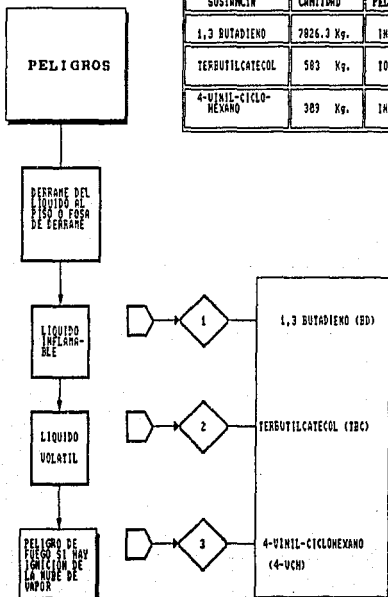 SUSTANCIA CANTIDAD
1,3 BUTADIENO 7826.3 Kg.
TERBUTILCATECOL 583 Kg.
4-VINIL-CICLO-
HEXANO 389 Kg.
PELIGROS
DERRAME DEL
LIQUIDO AL
PISO O FOSA
DE DERRAME
LIQUIDO
INFLAMA-
BLE
LIQUIDO
VOLATIL
PELIGRO DE
FUEGO SI HAY
IGNICION DE
LA NUBE DE
VAPOR
1 1,3 BUTADIENO (BD)
2 TERBUTILCATECOL (TBC)
3 4-VINIL-CICLOHEXANO
(4-VCH)